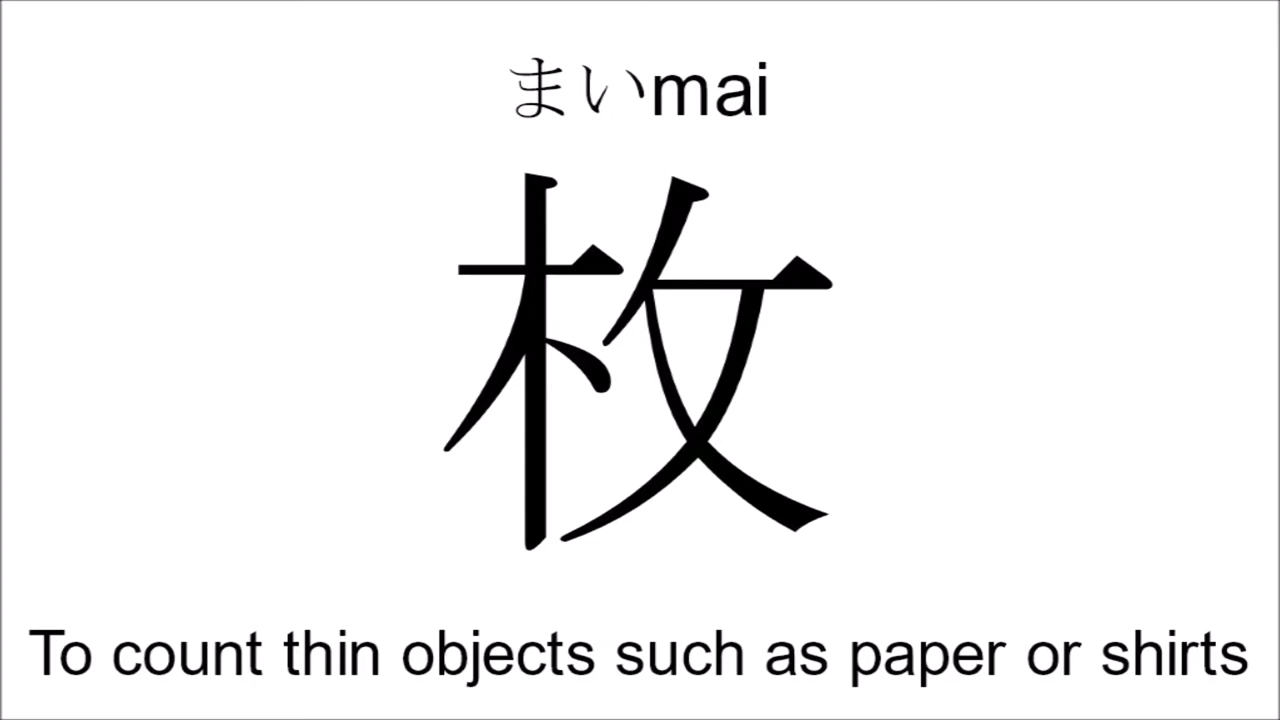 まいmai
枚
To count thin objects such as paper or shirts